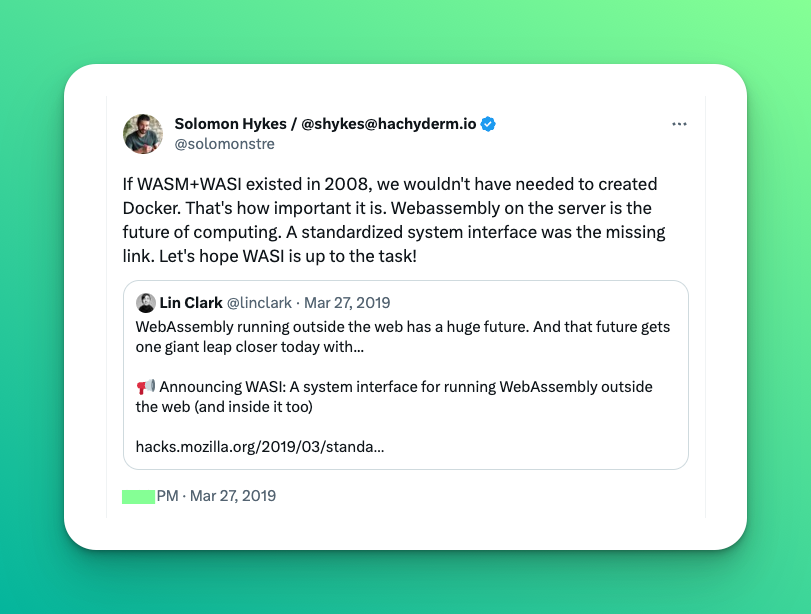 Solomon Hykes / @shykes@hachyderm.io
@solomonstre
If WASM+WASI existed in 2008, we wouldn't have needed to created
Docker. That's how important it is. Webassembly on the server is the
future of computing. A standardized system interface was the missing
link. Let's hope WASI is up to the task!
Lin Clark @linclark · Mar 27, 2019
WebAssembly running outside the web has a huge future. And that future gets
one giant leap closer today with...
📢 Announcing WASI: A system interface for running WebAssembly outside
the web (and inside it too)
hacks.mozilla.org/2019/03/standa...
PM · Mar 27, 2019